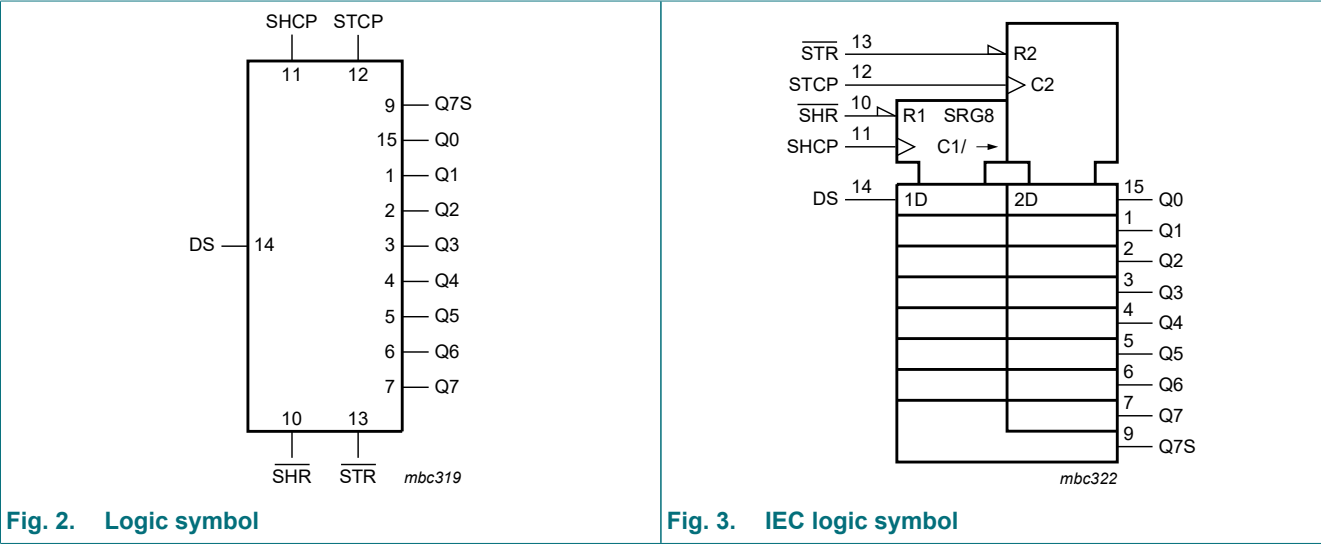 SHCP STCP
11 12
9 Q7S
15 Q0
1 Q1
2 Q2
DS 14 3 Q3
4 Q4
5 Q5
6 Q6
7 Q7
10 13
SHR STR mbc319
Fig. 2. Logic symbol
STR 13 R2
STCP 12 C2
SHR 10 R1 SRG8
SHCP 11 C1/
DS 14 1D 2D 15 Q0
1 Q1
2 Q2
3 Q3
4 Q4
5 Q5
6 Q6
7 Q7
9 Q7S
mbc322
Fig. 3. IEC logic symbol